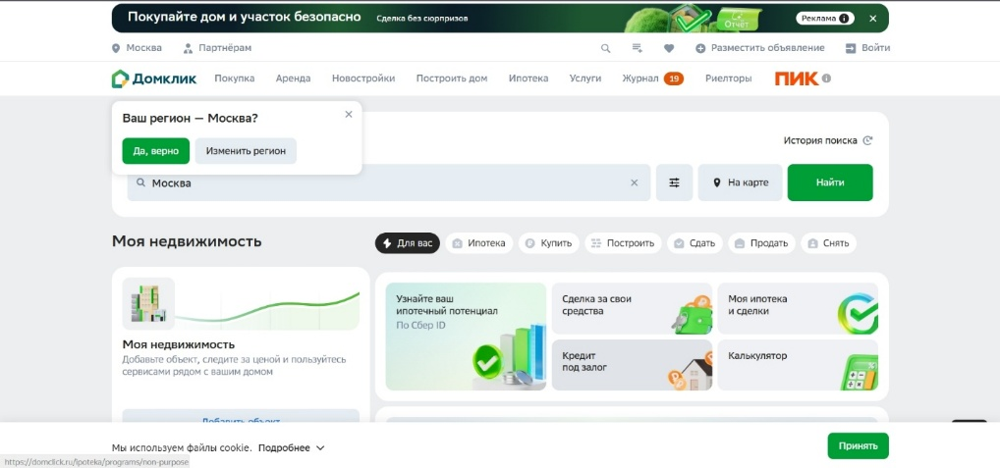 Покупайте дом и участок безопасно Сделка без сюрпризов Отчёт Реклама
Москва Партнёрам Разместить объявление Войти
Домклик Покупка Аренда Новостройки Построить дом Ипотека Услуги Журнал 19 Риелторы ПИК
Ваш регион — Москва?
Да, верно Изменить регион
История поиска
Москва На карте Найти
Моя недвижимость
Для вас Ипотека Купить Построить Сдать Продать Снять
Моя недвижимость
Добавьте объект, следите за ценой и пользуйтесь
сервисами рядом с вашим домом
Добавить объект
Узнайте ваш
ипотечный потенциал
По Сбер ID
Сделка за свои
средства
Моя ипотека
и сделки
Кредит
под залог
Калькулятор
Мы используем файлы cookie. Подробнее Принять
https://domclick.ru/ipoteka/programs/non-purpose